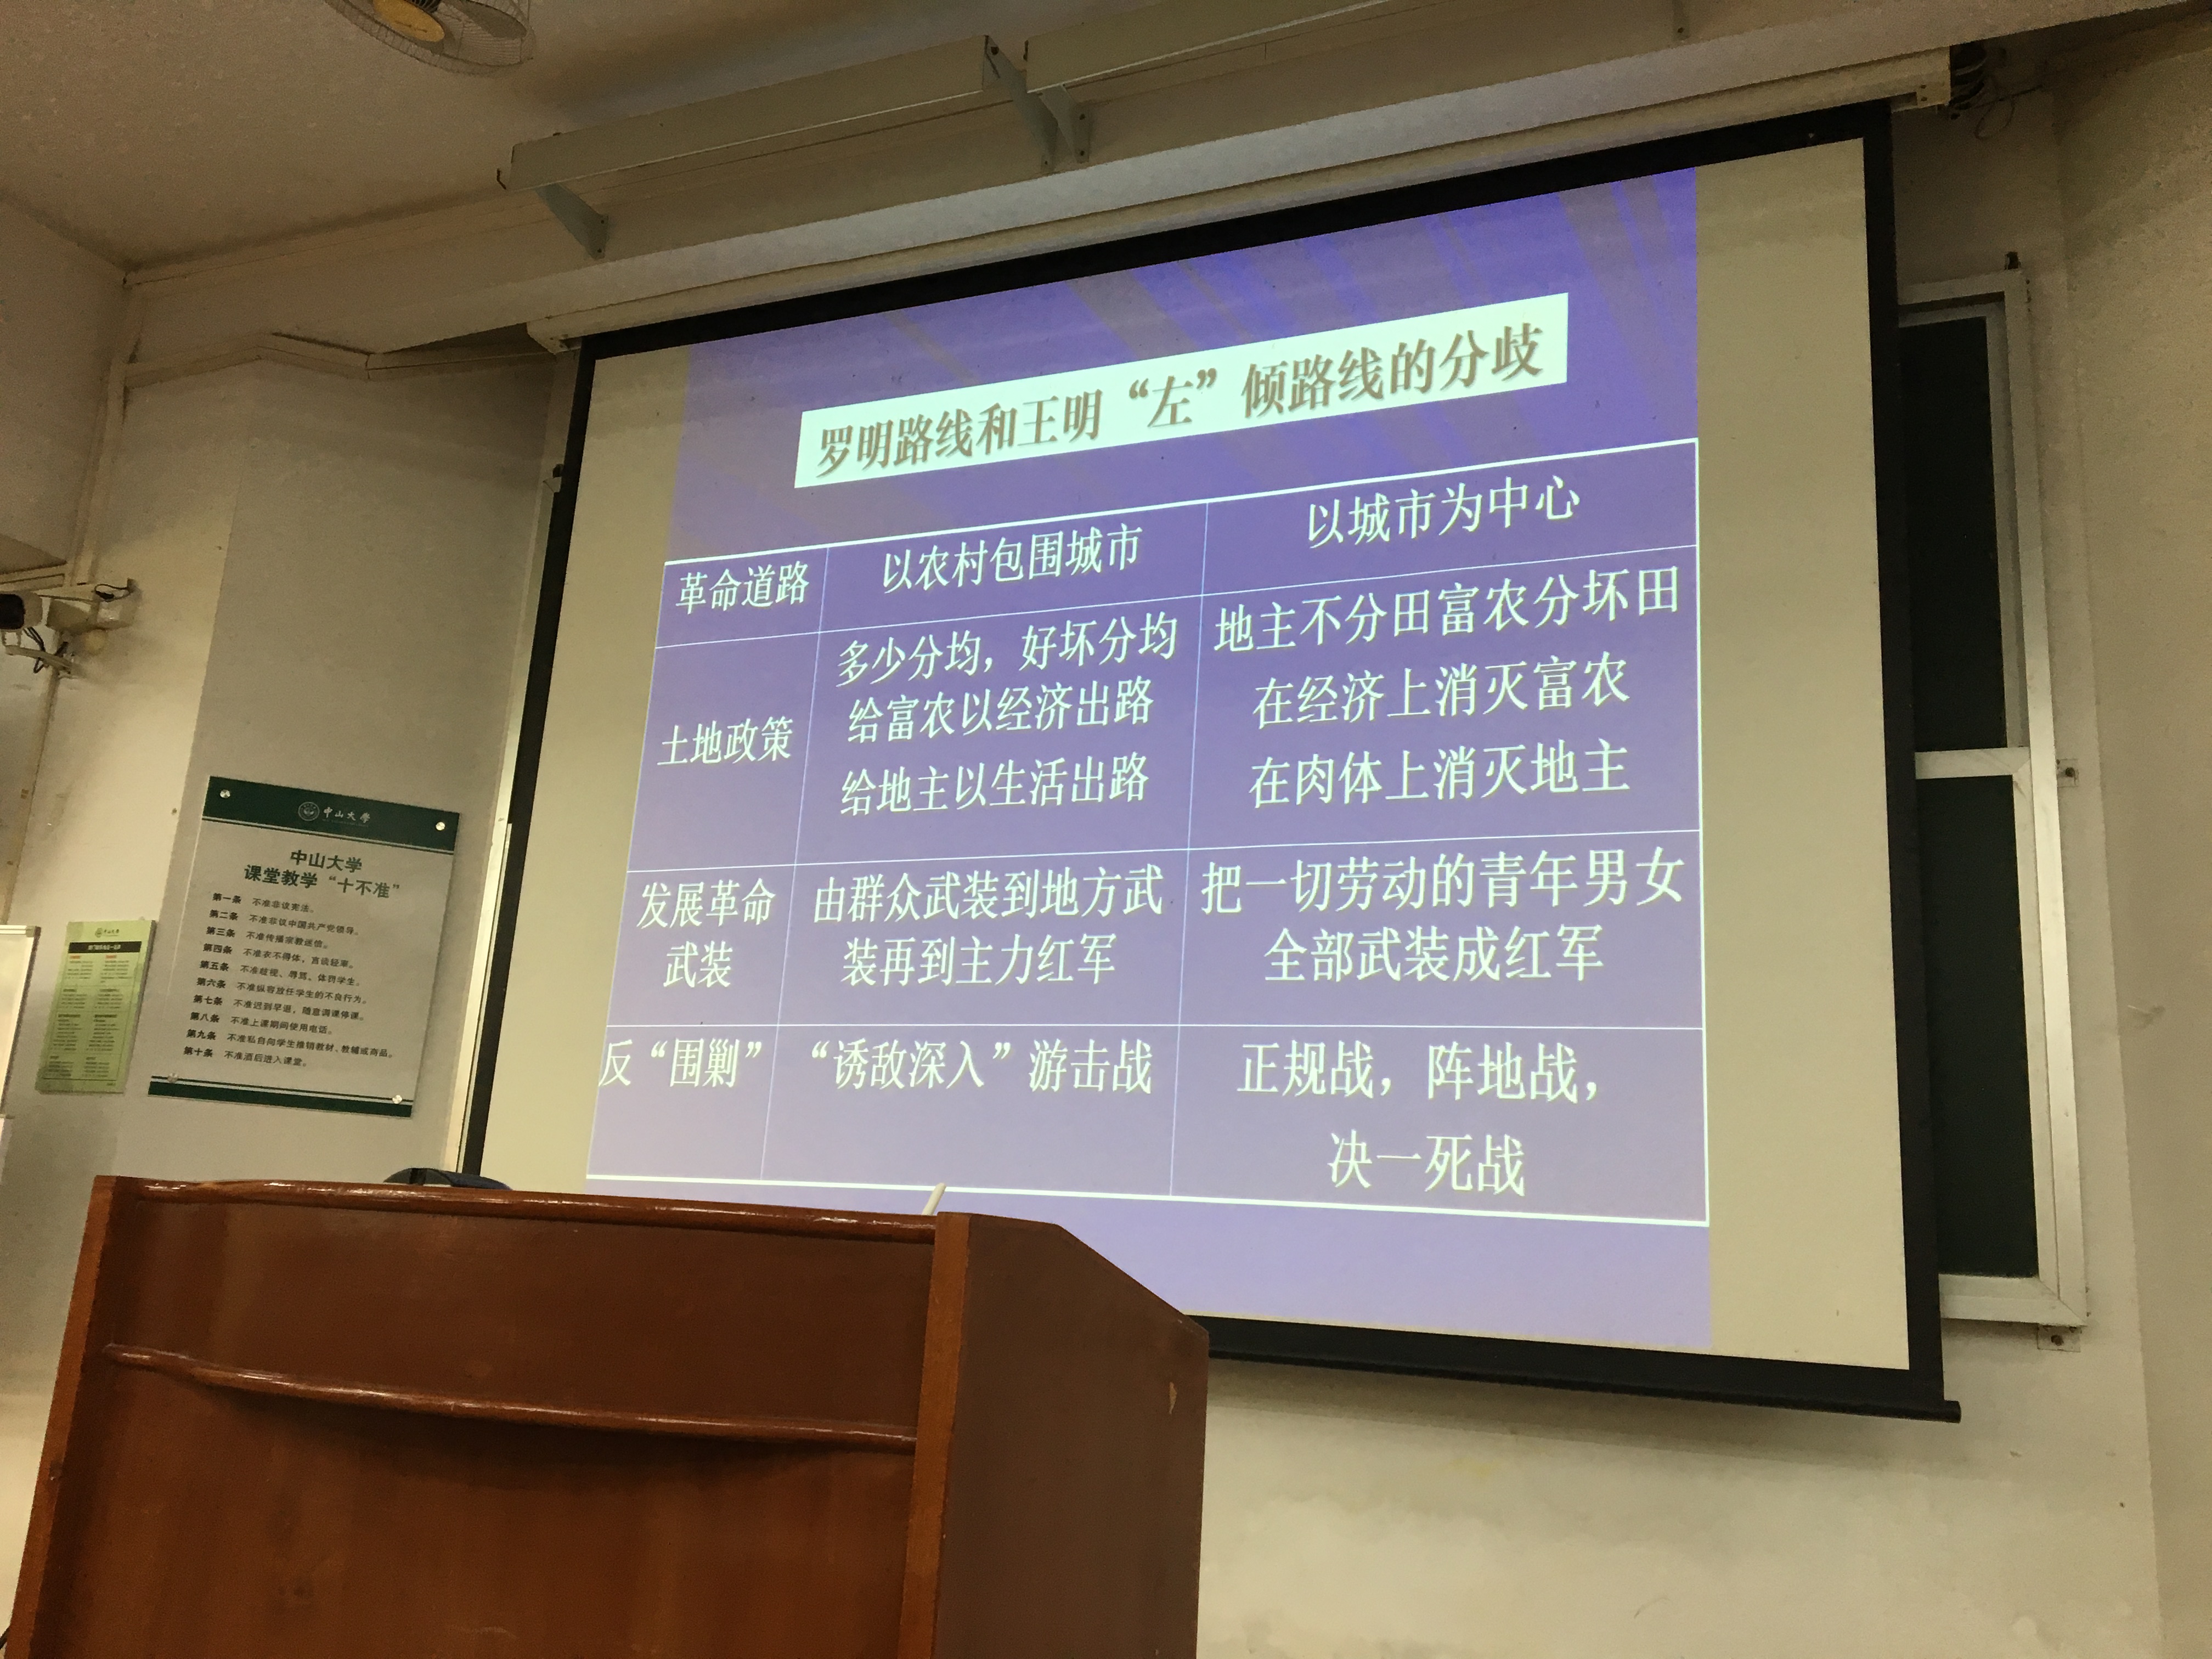 罗明路线和王明“左”倾路线的分歧
革命道路
以农村包围城市
以城市为中心
土地政策
多少分均，好坏分均
给富农以经济出路
给地主以生活出路
地主不分田富农分坏田
在经济上消灭富农
在肉体上消灭地主
发展革命
武装
由群众武装到地方武
装再到主力红军
把一切劳动的青年男女
全部武装成红军
反“围剿”
“诱敌深入”游击战
正规战，阵地战，
决一死战
中山大学
中山大学
课堂教学“十不准”
第一条 不准非议宪法。
第二条 不准非议中国共产党领导。
第三条 不准传播宗教迷信。
第四条 不准衣不得体，言谈轻率。
第五条 不准歧视、辱骂、体罚学生。
第六条 不准纵容放任学生的不良行为。
第七条 不准迟到早退，随意调课停课。
第八条 不准上课期间使用电话。
第九条 不准私自向学生推销教材、教辅或商品。
第十条 不准酒后进入课堂。
中山大学